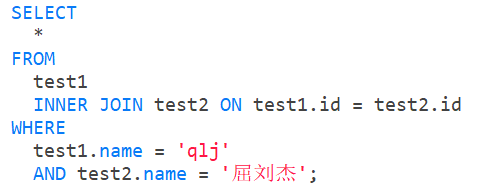 SELECT
  *
FROM
  test1
  INNER JOIN test2 ON test1.id = test2.id
WHERE
  test1.name = 'qlj'
  AND test2.name = '屈刘杰';